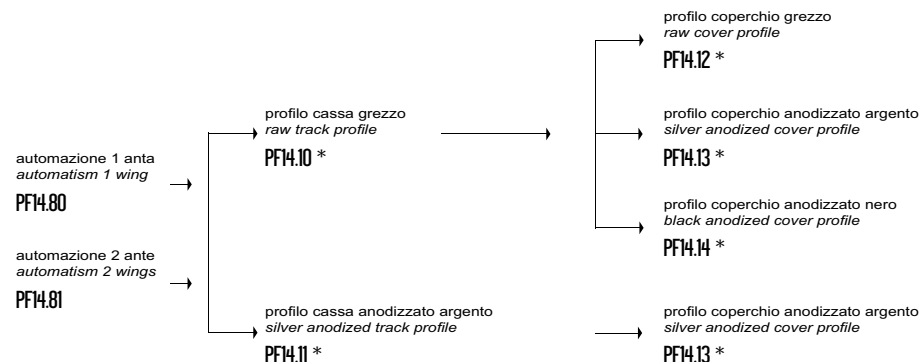 automazione 1 anta
automatism 1 wing
PF14.80
automazione 2 ante
automatism 2 wings
PF14.81
profilo cassa grezzo
raw track profile
PF14.10 *
profilo cassa anodizzato argento
silver anodized track profile
PF14.11 *
profilo coperchio grezzo
raw cover profile
PF14.12 *
profilo coperchio anodizzato argento
silver anodized cover profile
PF14.13 *
profilo coperchio anodizzato nero
black anodized cover profile
PF14.14 *
profilo coperchio anodizzato argento
silver anodized cover profile
PF14.13 *